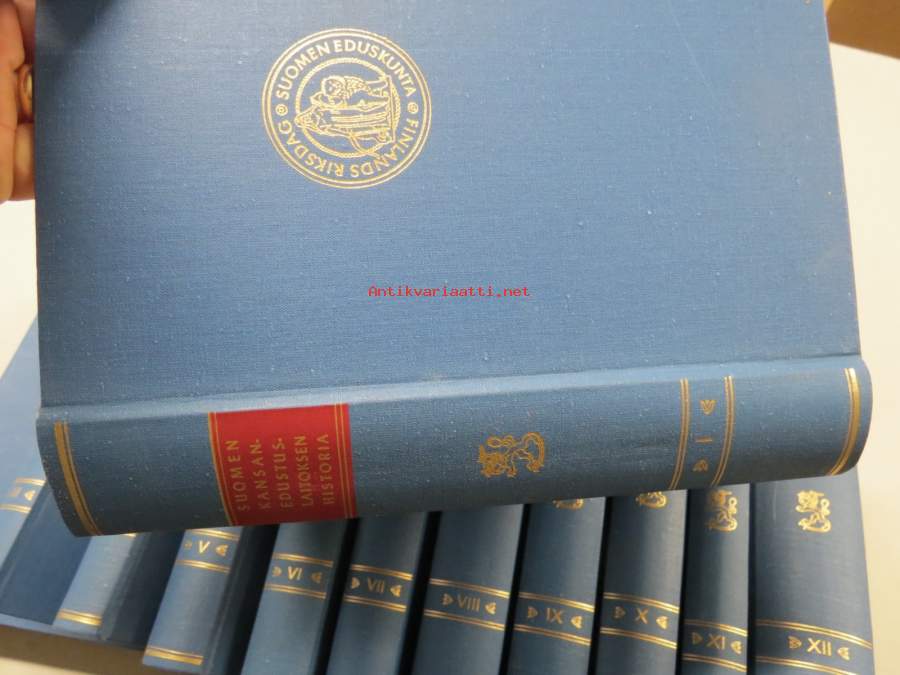 SUOMEN EDUSKUNTA
FINLANDS RIKSDAG
Antikvariaatti.net
SUOMEN
KANSAN-
EDUSTUS-
LAITOKSEN
HISTORIA
I
V
VI
VII
VIII
IX
X
XI
XII